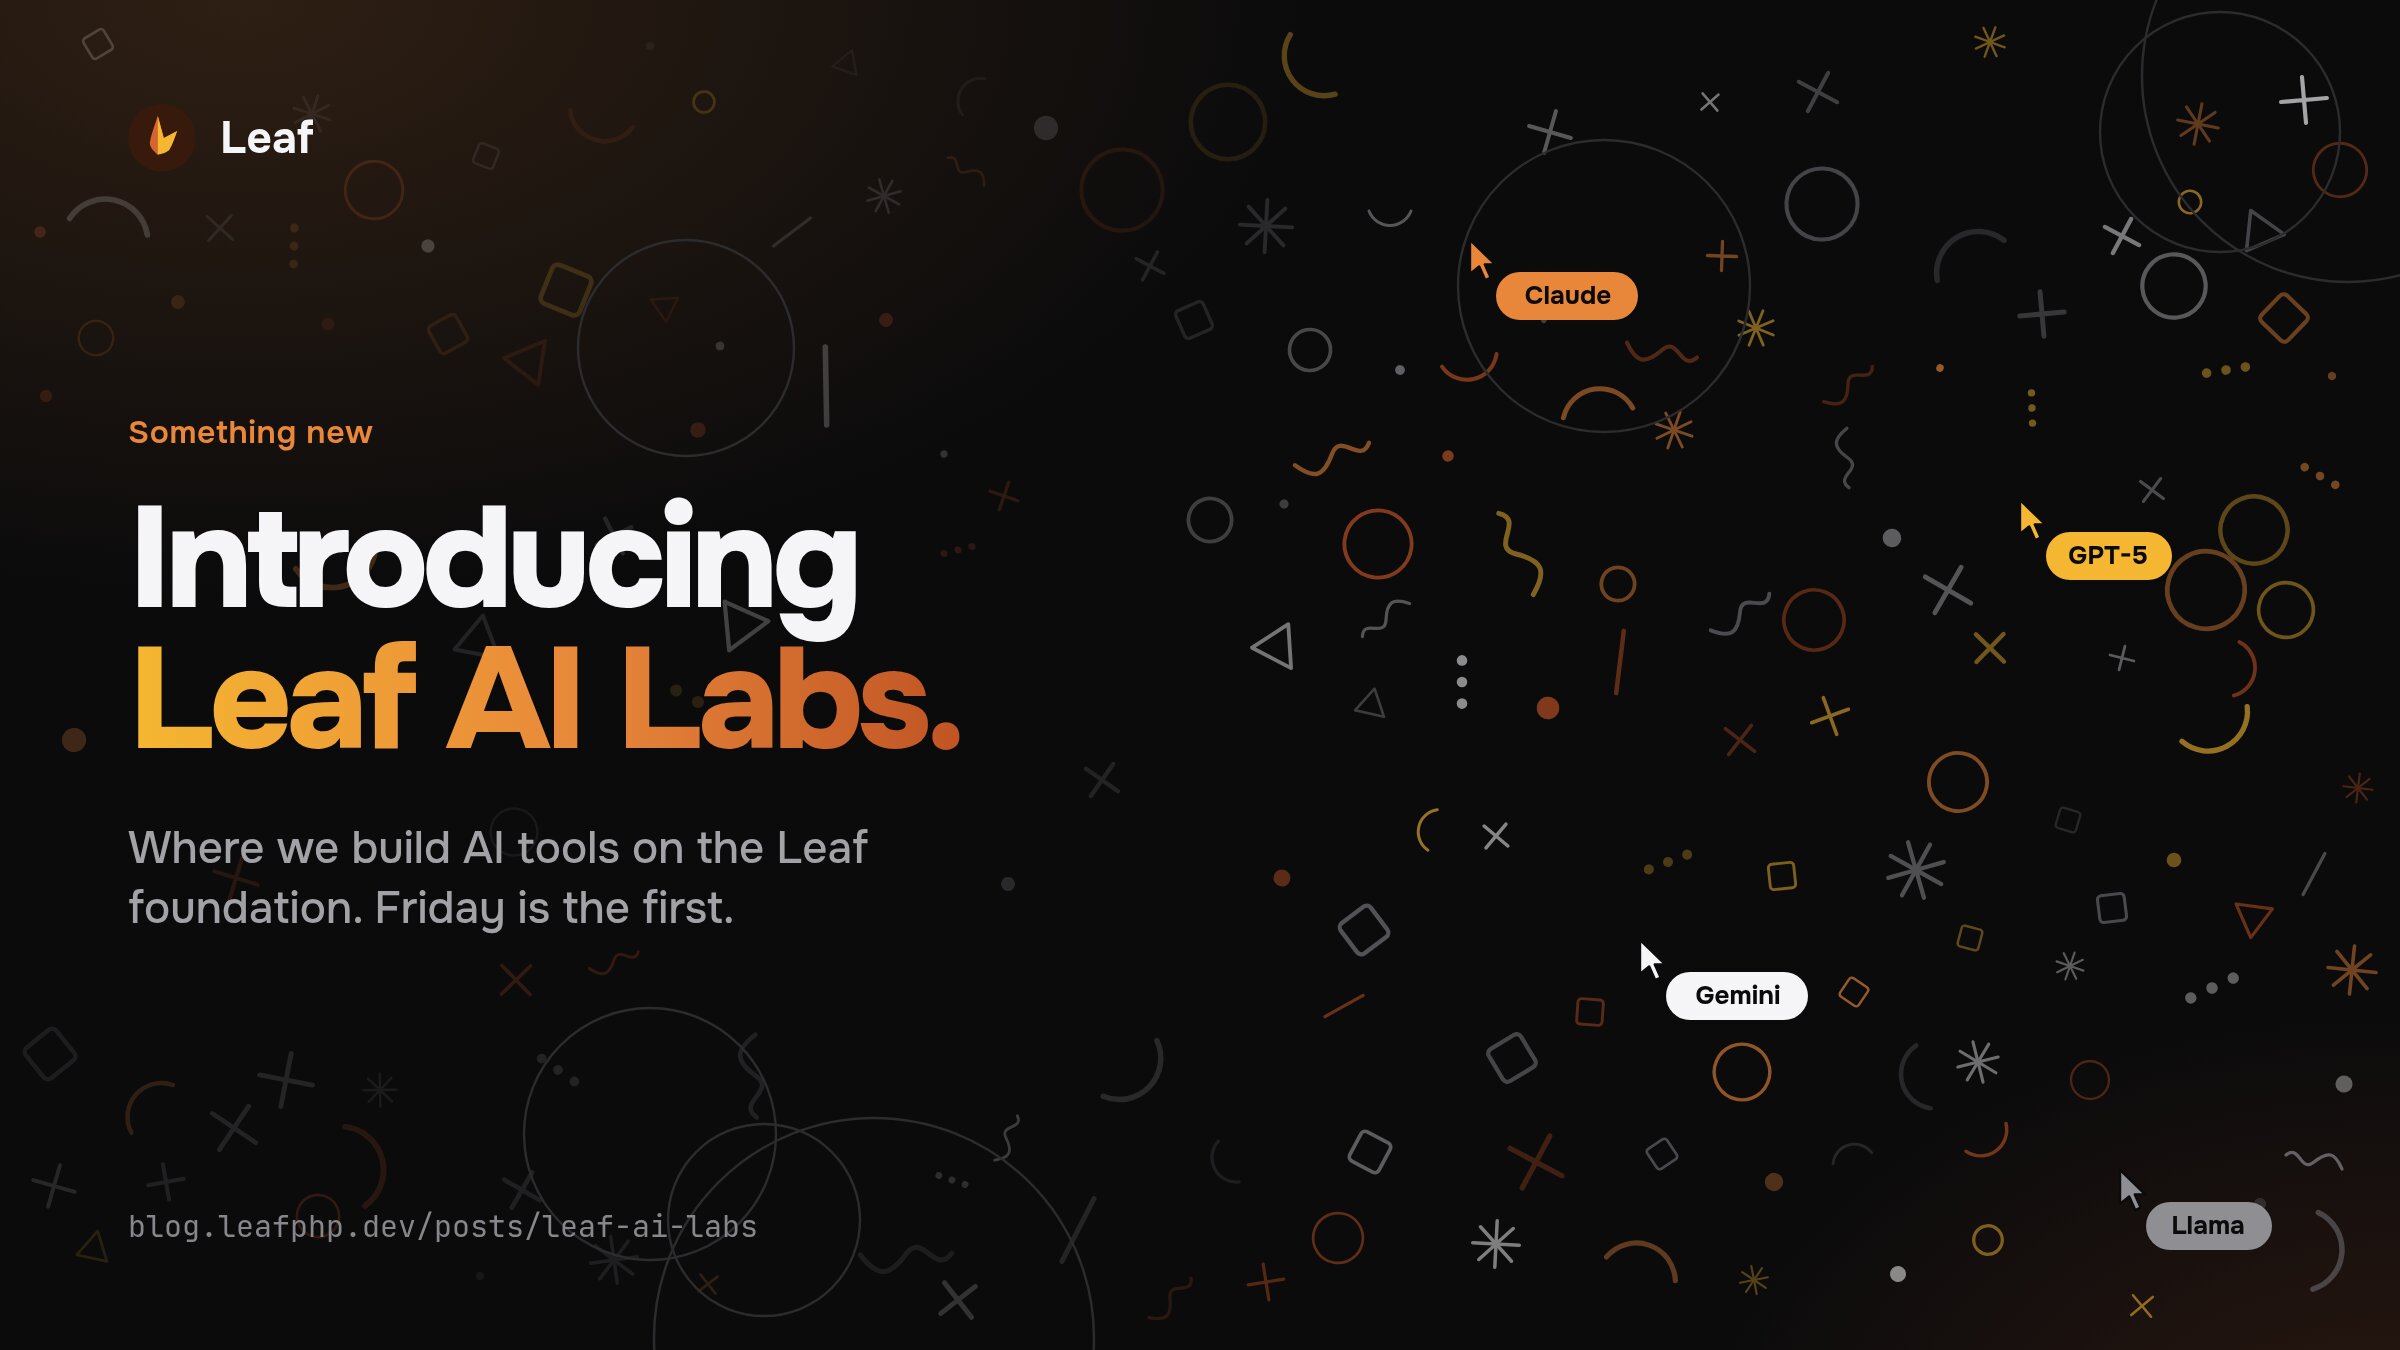 Leaf
Something new
Introducing
Leaf AI Labs.
Where we build AI tools on the Leaf
foundation. Friday is the first.
blog.leafphp.dev/posts/leaf-ai-labs
Claude
GPT-5
Gemini
Llama